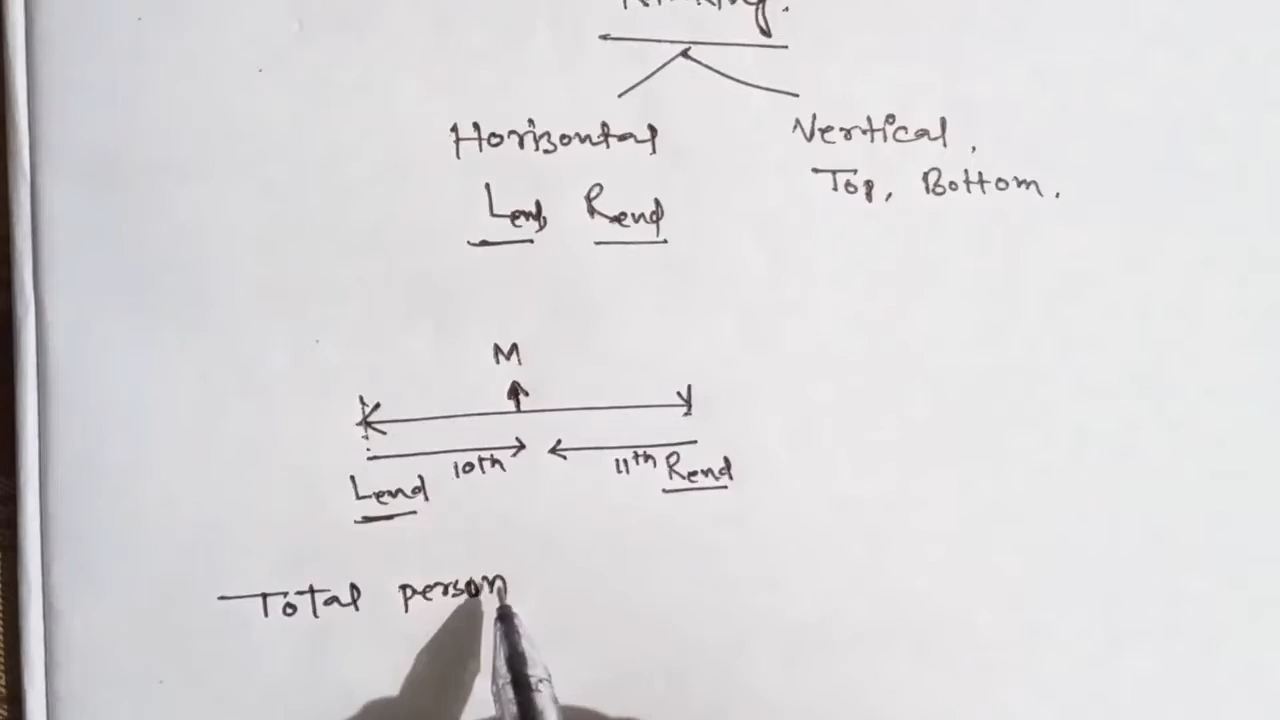 Horizontal
Vertical,
Top, Bottom.
Lend, Rend
M
10th
11th
Lend
Rend
Total person